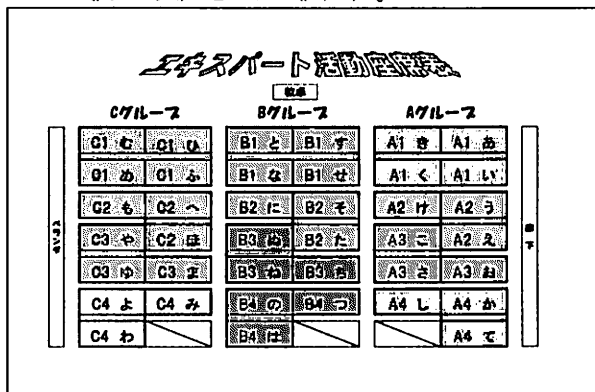 エキスパート活動座席表
教卓
Cグループ Bグループ Aグループ
C1 む C1 ひ B1 と B1 す A1 き A1 あ
C1 め C1 ふ B1 な B1 せ A1 く A1 い
C2 も C2 へ B2 に B2 そ A2 け A2 う
C3 や C2 ほ B3 ぬ B2 た A3 こ A2 え
C3 ゆ C3 ま B3 ね B3 ち A3 さ A3 お
C4 よ C4 み B4 の B4 つ A4 し A4 か
C4 わ B4 は A4 て
廊下